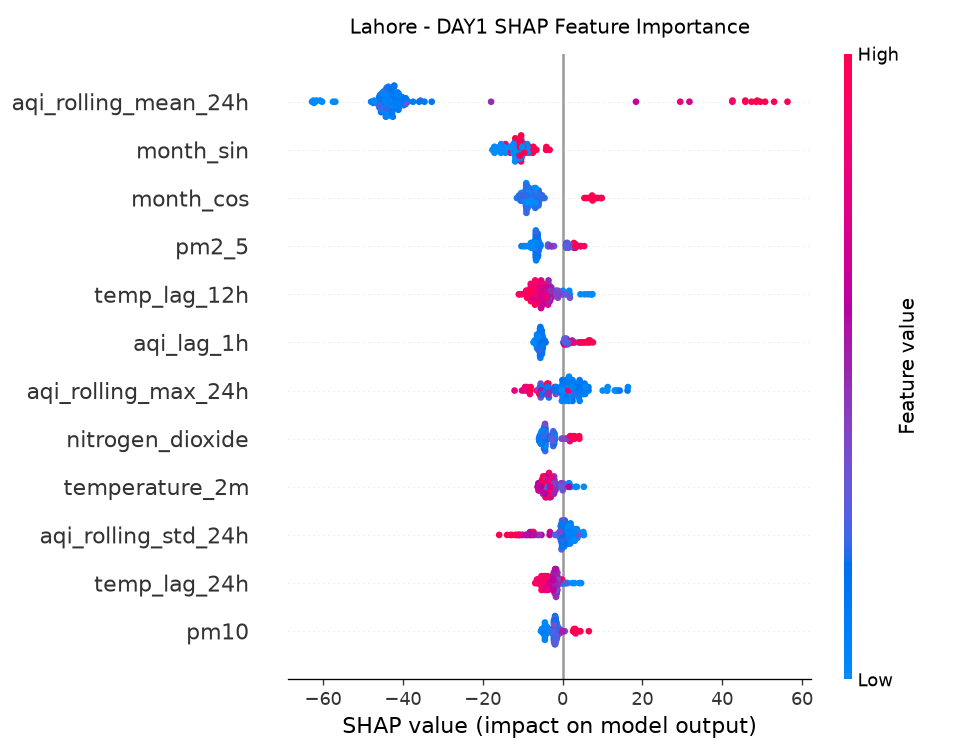 Lahore - DAY1 SHAP Feature Importance
High
aqi_rolling_mean_24h
month_sin
month_cos
pm2_5
temp_lag_12h
aqi_lag_1h
aqi_rolling_max_24h
nitrogen_dioxide
temperature_2m
aqi_rolling_std_24h
temp_lag_24h
pm10
Feature value
Low
−60 −40 −20 0 20 40 60
SHAP value (impact on model output)